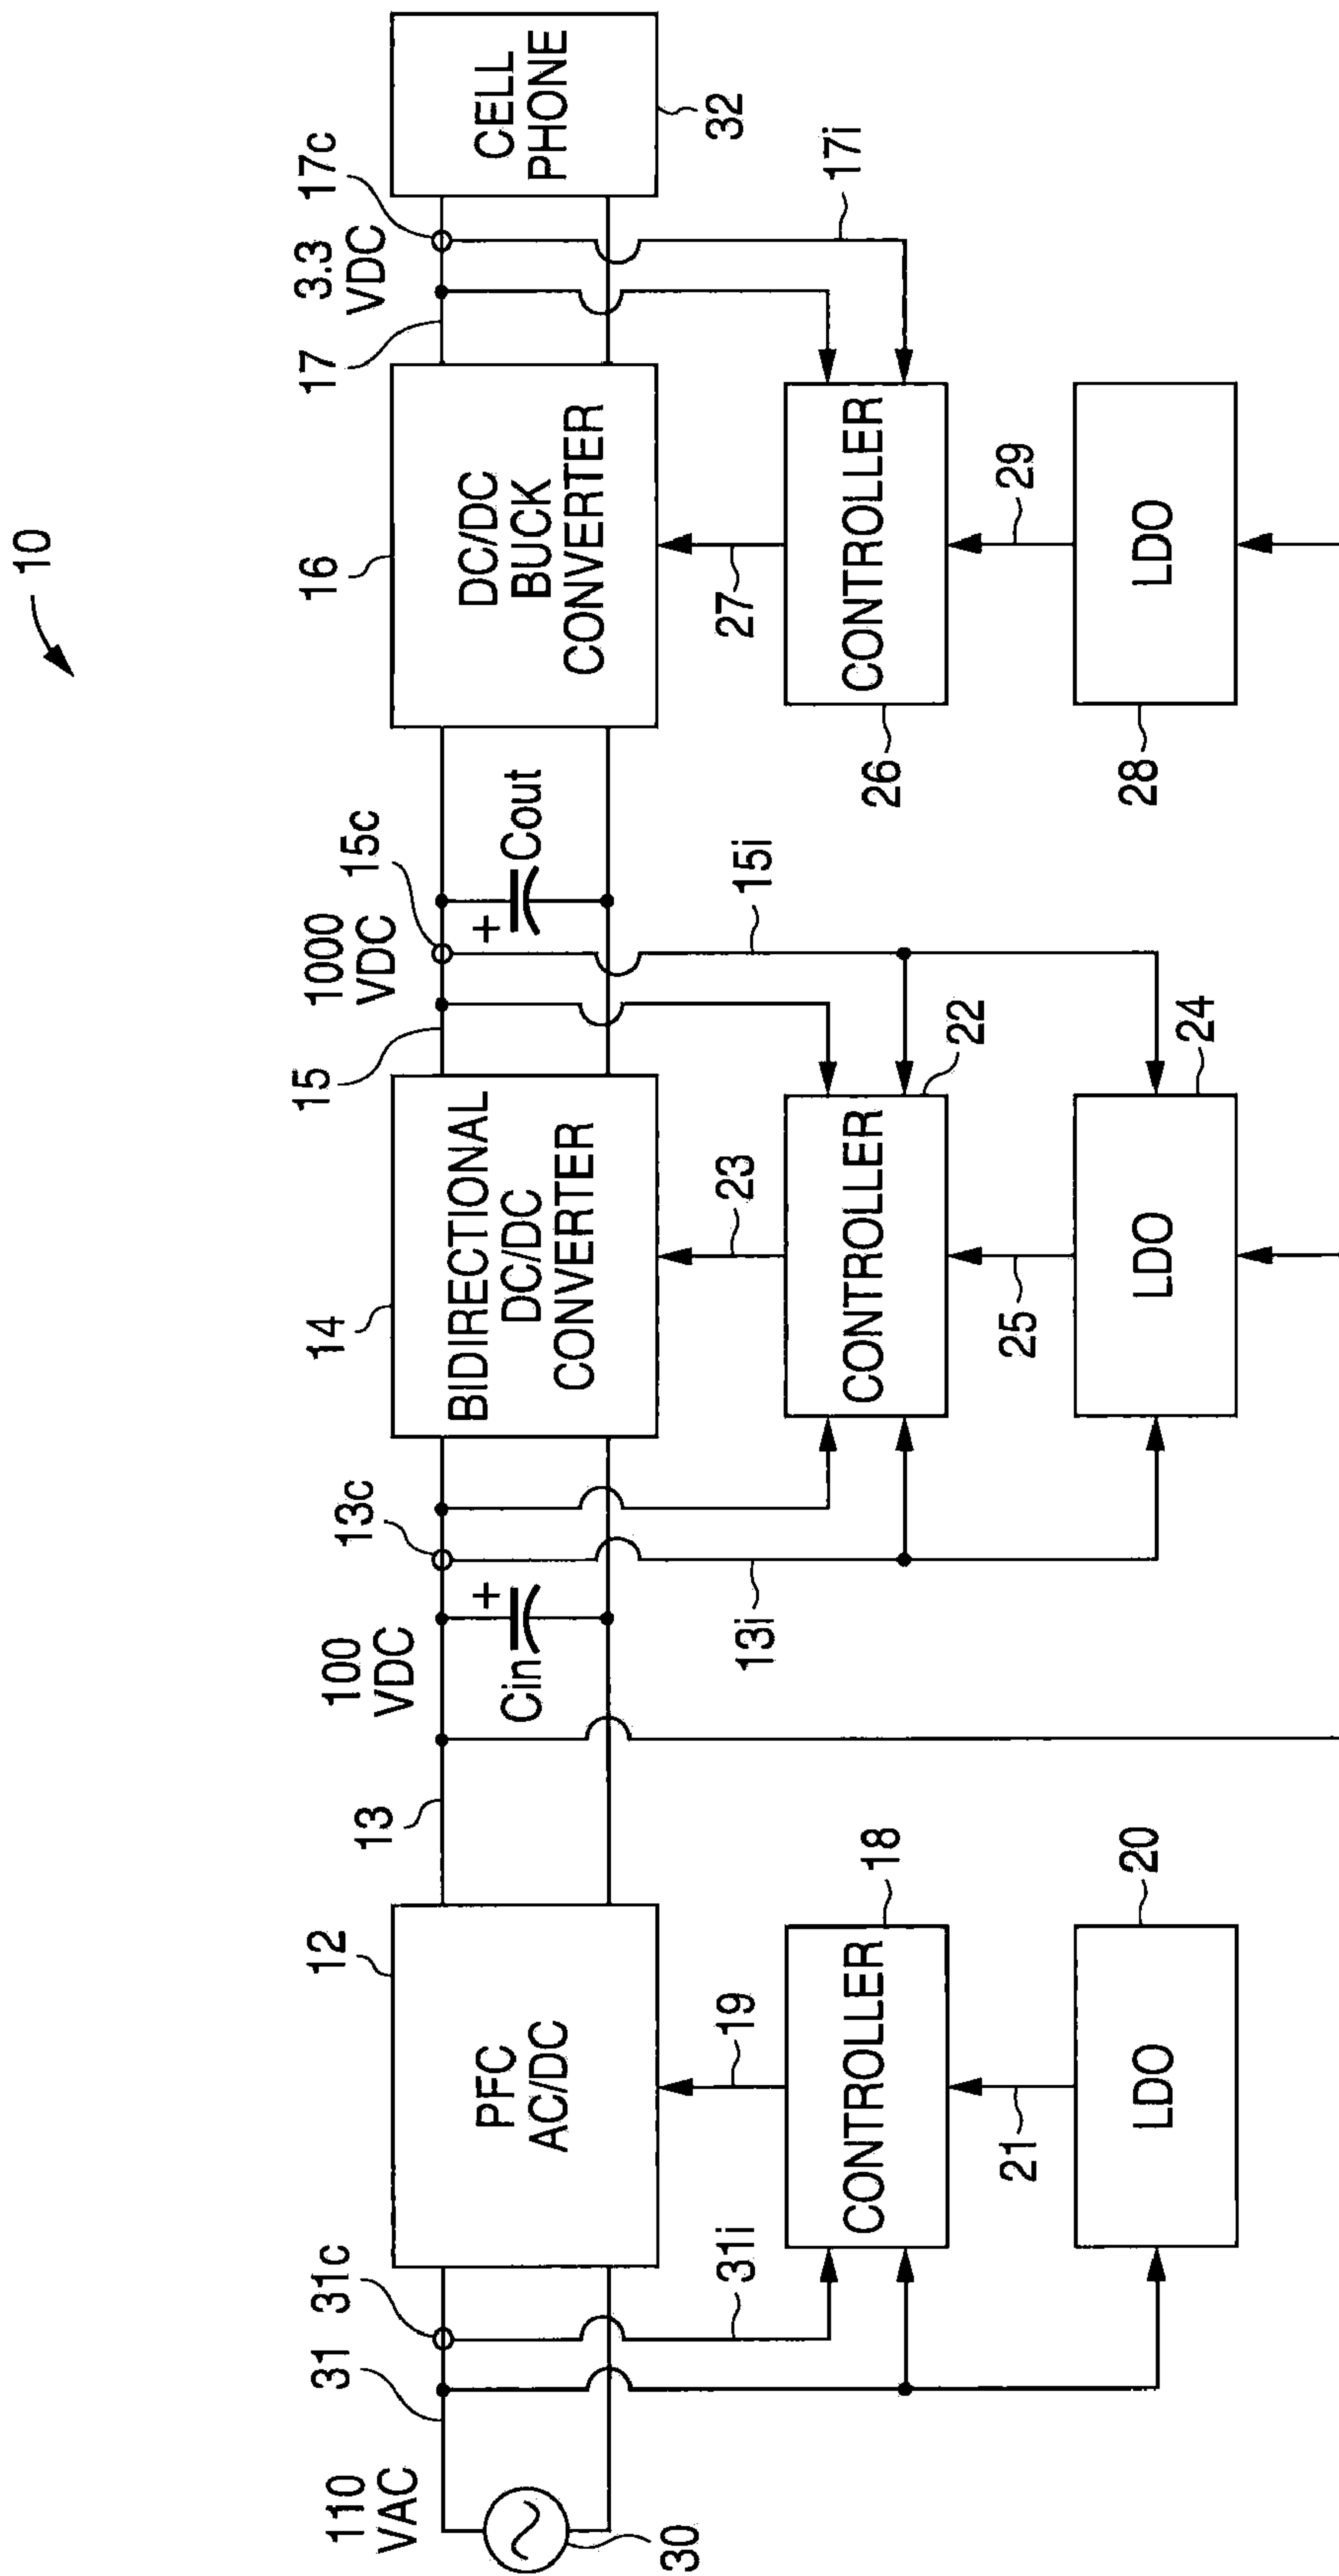 10
110
VAC
31
31c
12
13
100
VDC
13c
14
15
1000
VDC
15c
16
17
3.3
VDC
17c
30
PFC
AC/DC
Cin
+
BIDIRECTIONAL
DC/DC
CONVERTER
+
Cout
DC/DC
BUCK
CONVERTER
CELL
PHONE
32
31i
19
13i
23
15i
27
17i
CONTROLLER
18
CONTROLLER
22
CONTROLLER
26
21
25
29
LDO
20
LDO
24
LDO
28